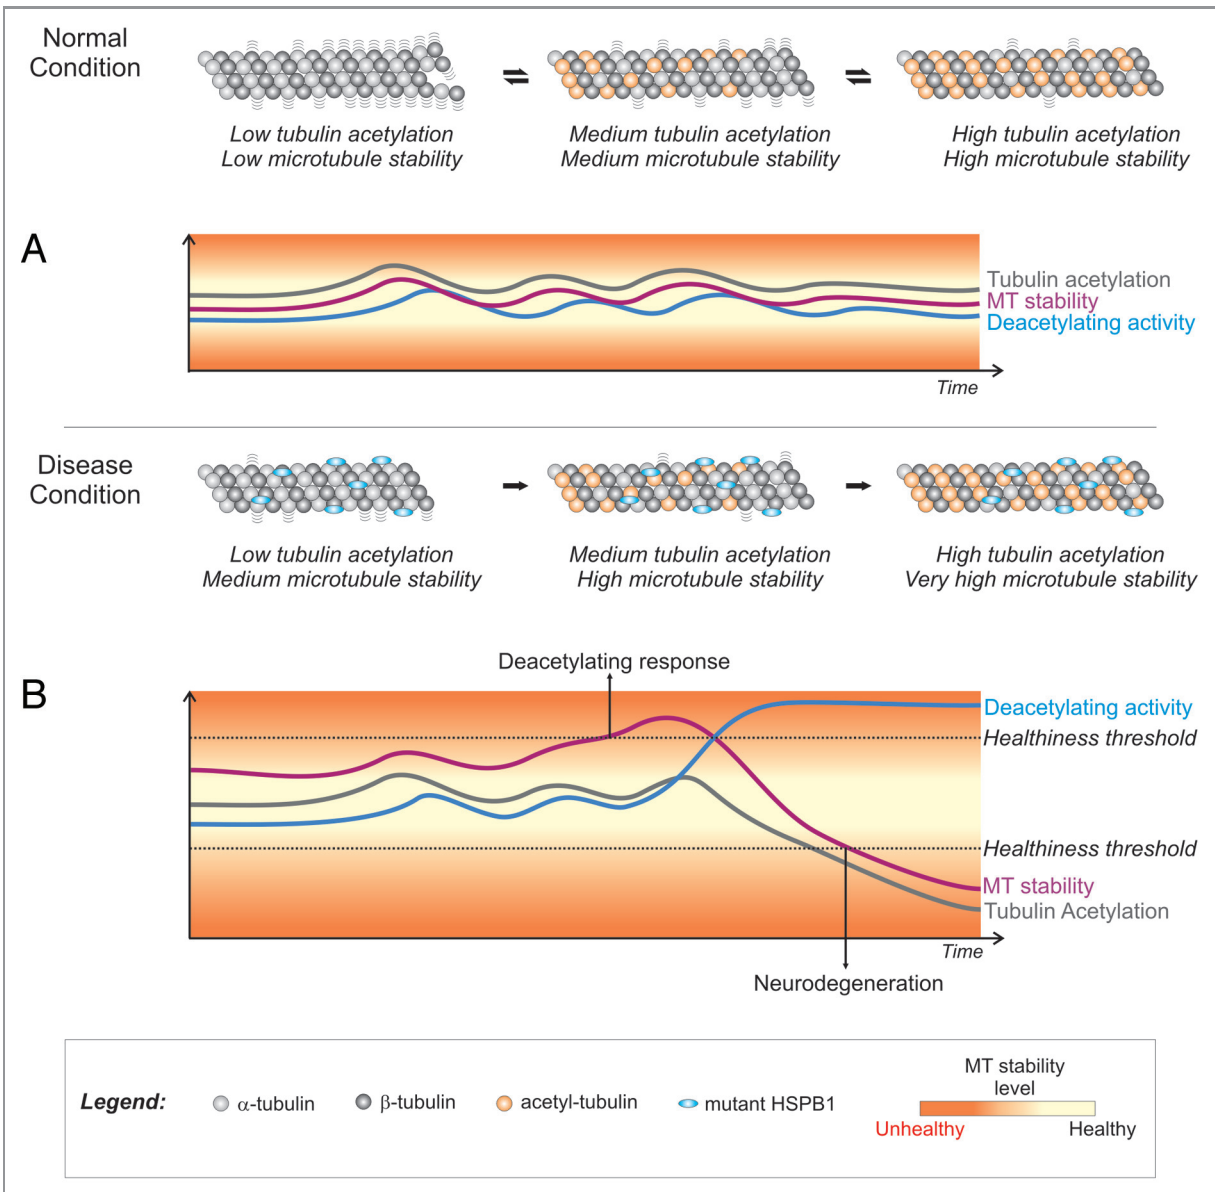 Normal
Condition
Low tubulin acetylation
Low microtubule stability
Medium tubulin acetylation
Medium microtubule stability
High tubulin acetylation
High microtubule stability
A
Tubulin acetylation
MT stability
Deacetylating activity
Time
Disease
Condition
Low tubulin acetylation
Medium microtubule stability
Medium tubulin acetylation
High microtubule stability
High tubulin acetylation
Very high microtubule stability
B
Deacetylating response
Deacetylating activity
Healthiness threshold
Healthiness threshold
MT stability
Tubulin Acetylation
Time
Neurodegeneration
Legend:
α-tubulin
β-tubulin
acetyl-tubulin
mutant HSPB1
MT stability
level
Unhealthy
Healthy